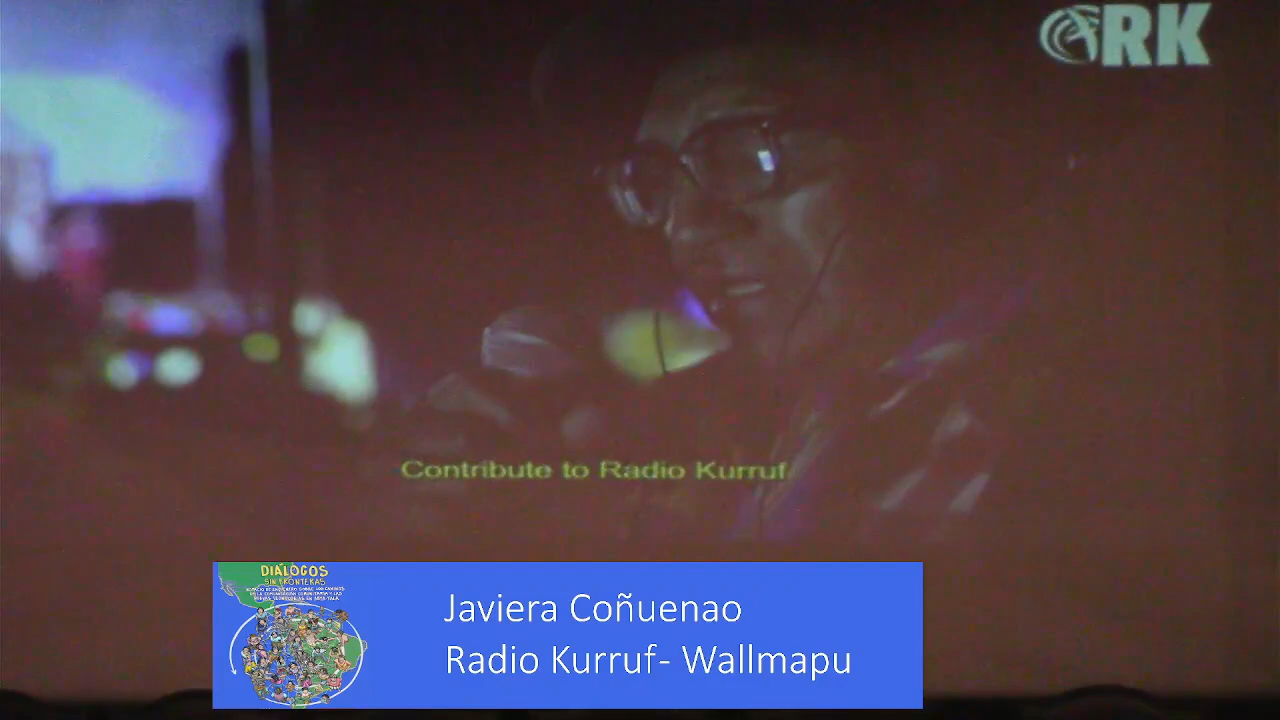 RK
Contribute to Radio Kurruf
DIÁLOGOS
SIN FRONTERAS
Javiera Coñuenao
Radio Kurruf- Wallmapu